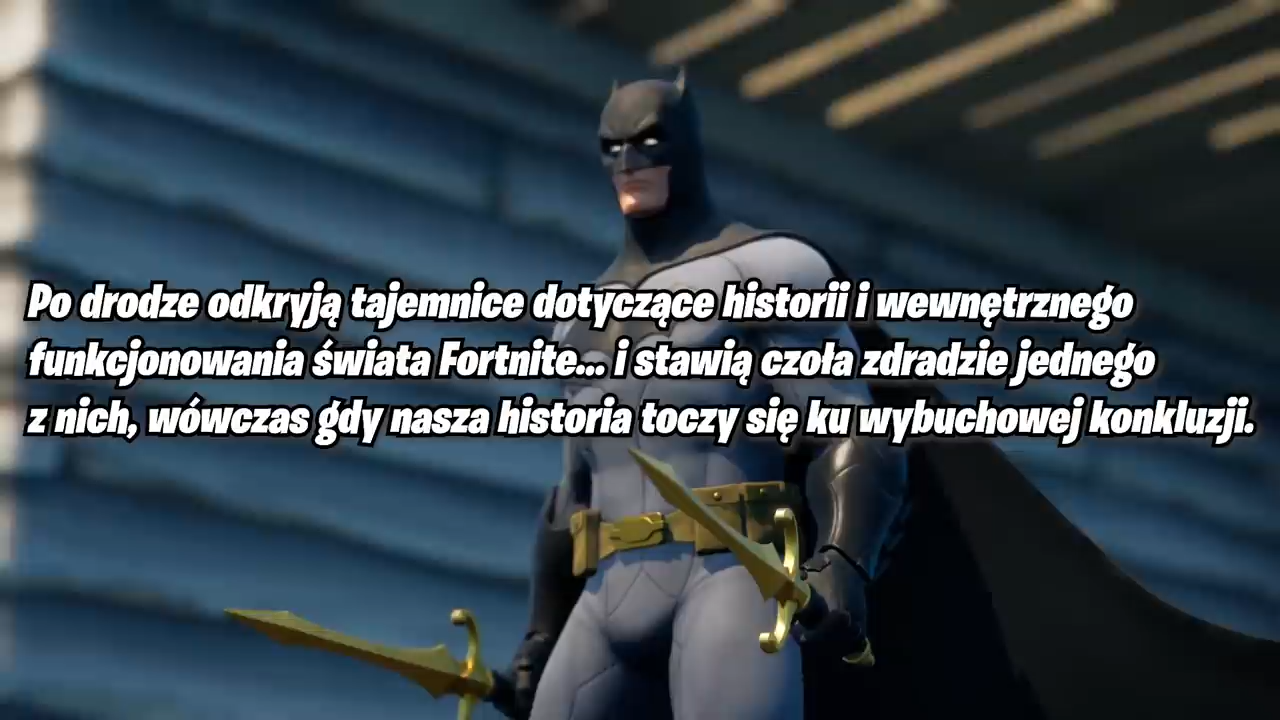 Po drodze odkryją tajemnice dotyczące historii i wewnętrznego
funkcjonowania świata Fortnite... i stawią czoła zdradzie jednego
z nich, wówczas gdy nasza historia toczy się ku wybuchowej konkluzji.